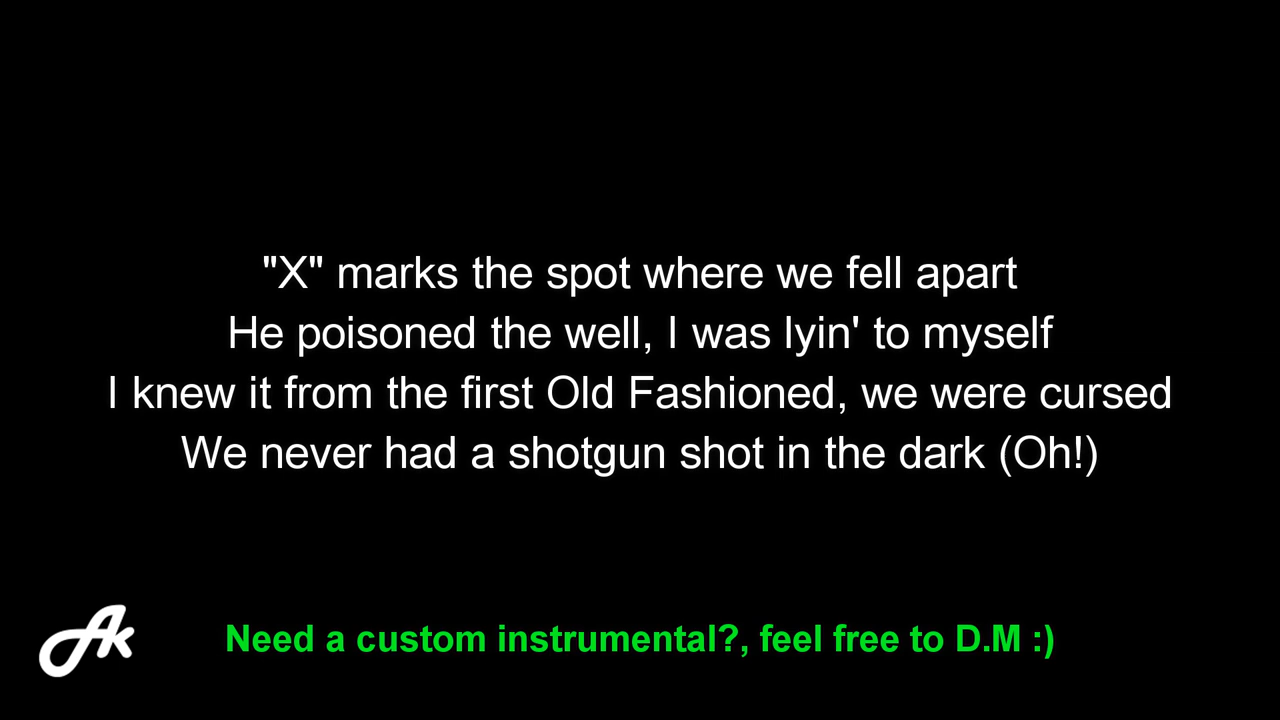 "X" marks the spot where we fell apart
He poisoned the well, I was lyin' to myself
I knew it from the first Old Fashioned, we were cursed
We never had a shotgun shot in the dark (Oh!)
Ak
Need a custom instrumental?, feel free to D.M :)